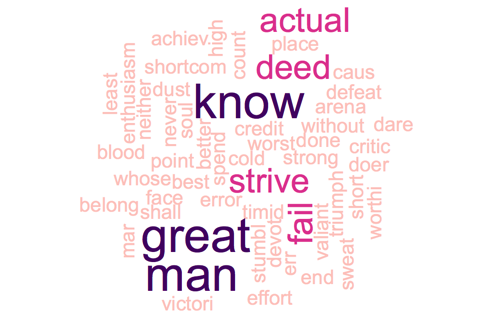 actual
achiev.
high
count
place
shortcom
deed
caus
least
enthusiasm
neither
dust
never
soul
know
defeat
arena
better
spend
credit
without
dare
worst
done
critic
blood
point
cold
strong
doer
whose
best
strive
triumph
short
worthi
belong
face
shall
error
timid
fail
valiant
mar
great
stumbl
devot
err
sweat
man
end
victori
effort